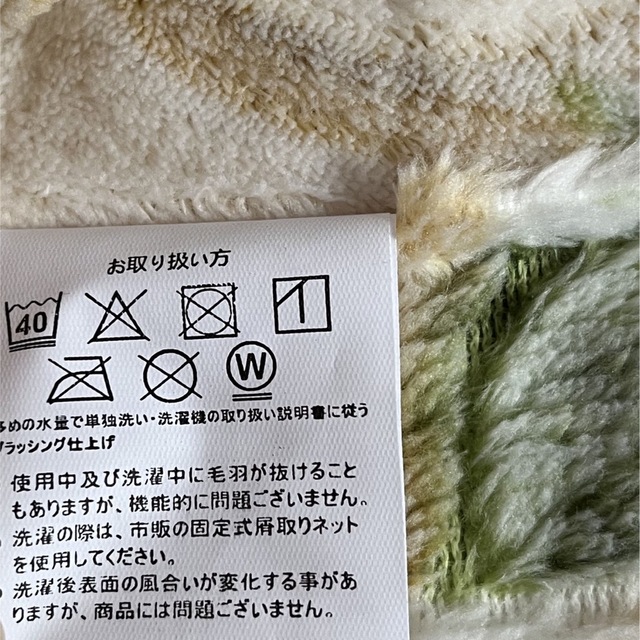 お取り扱い方
40
W
多めの水量で単独洗い・洗濯機の取り扱い説明書に従う
ブラッシング仕上げ
使用中及び洗濯中に毛羽が抜けること
もありますが、機能的に問題ございません。
洗濯の際は、市販の固定式屑取りネット
を使用してください。
洗濯後表面の風合いが変化する事があ
りますが、商品には問題ございません。